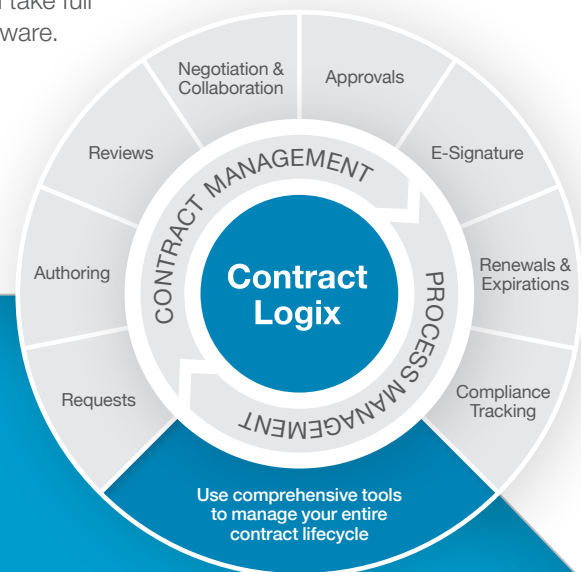 take full
ware.
Negotiation &
Collaboration
Approvals
Reviews
E-Signature
Authoring
Renewals &
Expirations
Requests
Compliance
Tracking
CONTRACT MANAGEMENT
PROCESS MANAGEMENT
Contract
Logix
Use comprehensive tools
to manage your entire
contract lifecycle